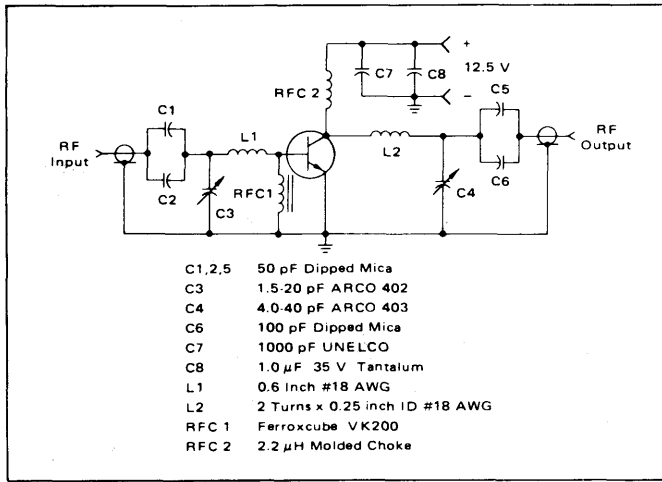 +
12.5 V
−
C7
C8
C5
RFC 2
C1
L1
RF
Input
L2
RF
Output
C2
C3
RFC1
C4
C6
C1,2,5 50 pF Dipped Mica
C3 1.5-20 pF ARCO 402
C4 4.0-40 pF ARCO 403
C6 100 pF Dipped Mica
C7 1000 pF UNELCO
C8 1.0 μF 35 V Tantalum
L1 0.6 Inch #18 AWG
L2 2 Turns x 0.25 inch ID #18 AWG
RFC 1 Ferroxcube VK200
RFC 2 2.2 μH Molded Choke